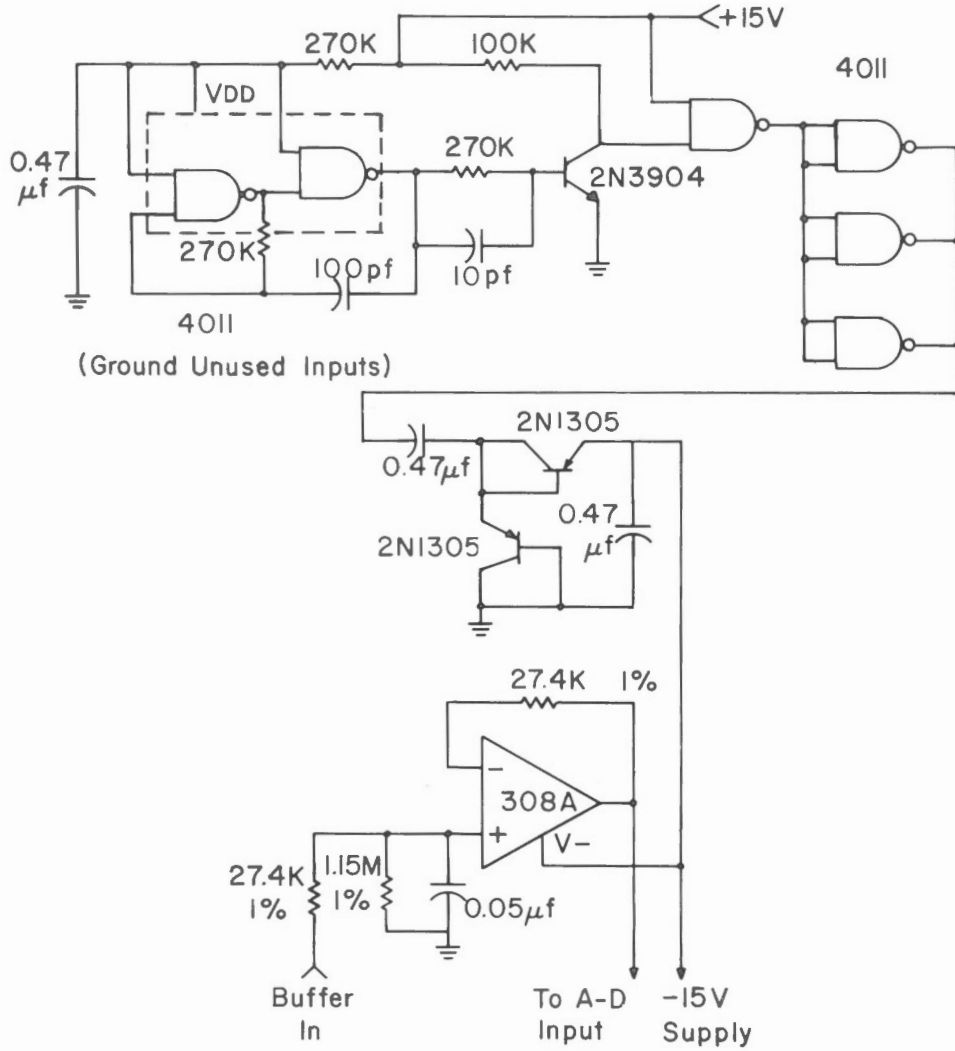 +15V
270K
100K
4011
VDD
0.47
µf
270K
2N3904
270K
100pf
10pf
4011
(Ground Unused Inputs)
2N1305
0.47µf
0.47
µf
2N1305
27.4K 1%
−
308A
+
V−
27.4K
1%
1.15M
1%
0.05µf
Buffer
In
To A-D
Input
-15V
Supply